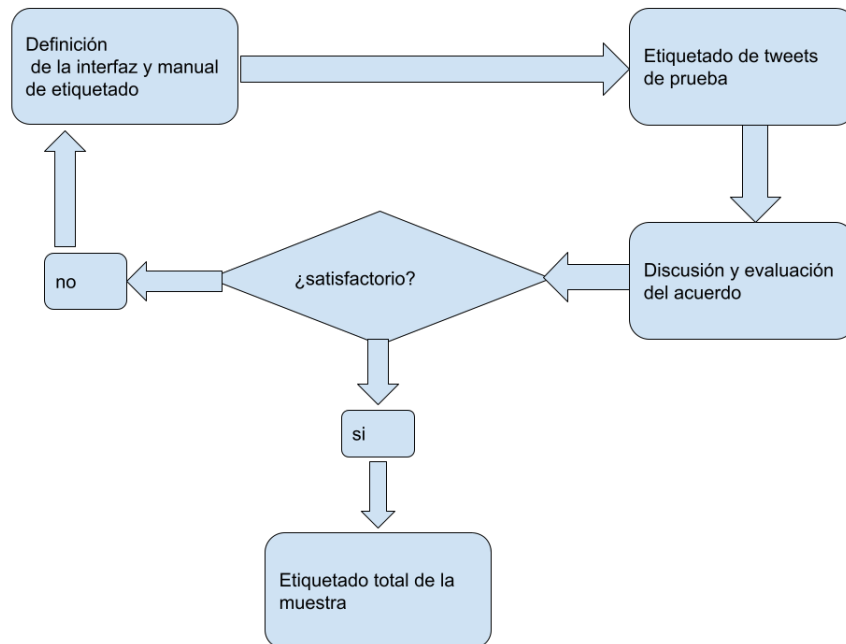 Definición
de la interfaz y manual
de etiquetado
Etiquetado de tweets
de prueba
Discusión y evaluación
del acuerdo
¿satisfactorio?
no
si
Etiquetado total de la
muestra